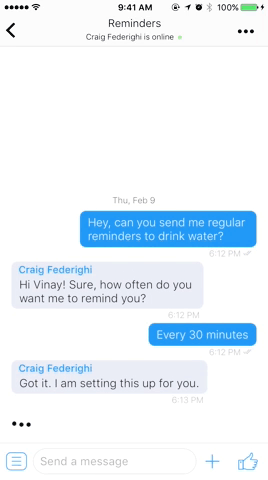 9:41 AM 100%
Reminders
Craig Federighi is online
Thu, Feb 9
Hey, can you send me regular
reminders to drink water?
6:12 PM
Craig Federighi
Hi Vinay! Sure, how often do you
want me to remind you?
6:12 PM
Every 30 minutes
6:12 PM
Craig Federighi
Got it. I am setting this up for you.
6:13 PM
Send a message